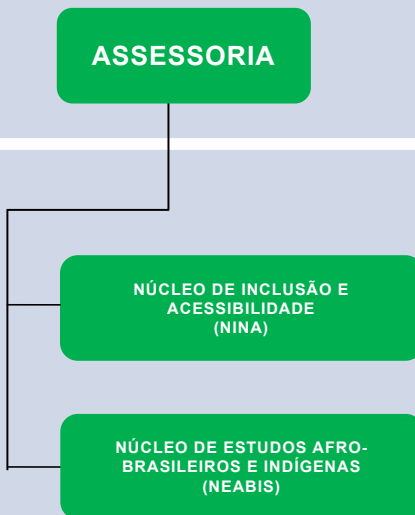 ASSESSORIA
NÚCLEO DE INCLUSÃO E
ACESSIBILIDADE
(NINA)
NÚCLEO DE ESTUDOS AFRO-
BRASILEIROS E INDÍGENAS
(NEABIS)